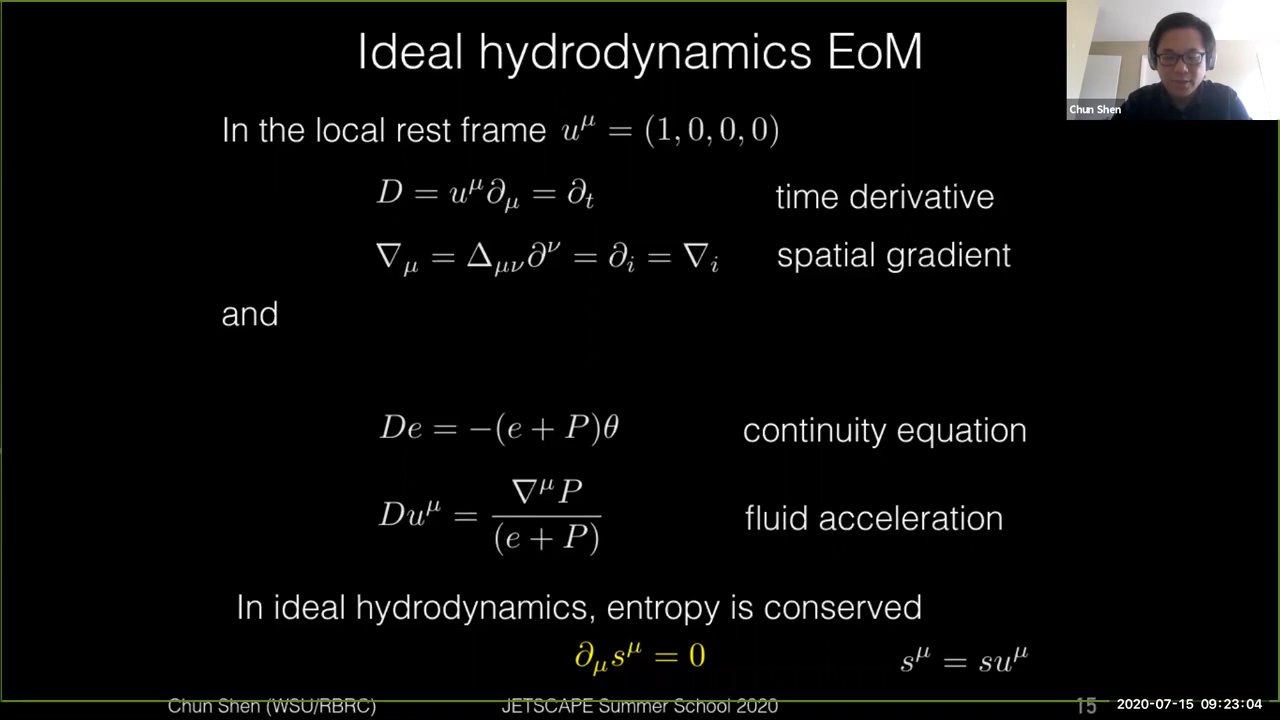 Ideal hydrodynamics EoM
Chun Shen
In the local rest frame u^μ = (1, 0, 0, 0)
D = u^μ ∂_μ = ∂_t time derivative
∇_μ = Δ_μν ∂^ν = ∂_i = ∇_i spatial gradient
and
De = −(e + P)θ continuity equation
Du^μ = ∇^μ P / (e + P) fluid acceleration
In ideal hydrodynamics, entropy is conserved
∂_μ s^μ = 0 s^μ = su^μ
Chun Shen (WSU/RBRC) JETSCAPE Summer School 2020 15 2020-07-15 09:23:04